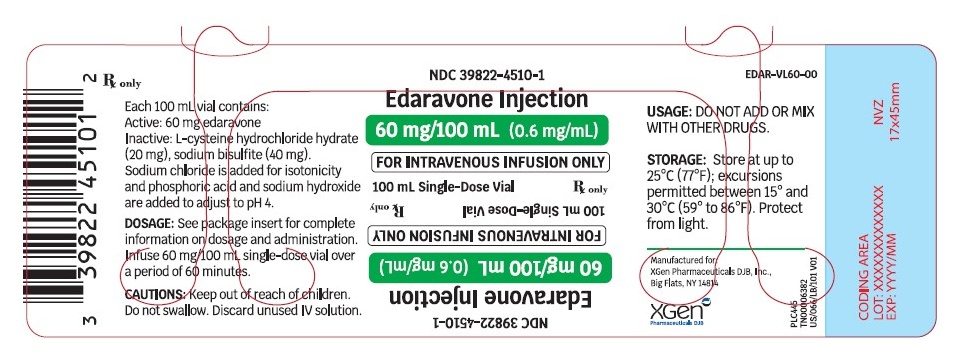 3 39822 45101 2
Rx only
Each 100 mL vial contains:
Active: 60 mg edaravone
Inactive: L-cysteine hydrochloride hydrate
(20 mg), sodium bisulfite (40 mg).
Sodium chloride is added for isotonicity
and phosphoric acid and sodium hydroxide
are added to adjust to pH 4.
DOSAGE: See package insert for complete
information on dosage and administration.
Infuse 60 mg/100 mL single-dose vial over
a period of 60 minutes.
CAUTIONS: Keep out of reach of children.
Do not swallow. Discard unused IV solution.
NDC 39822-4510-1
Edaravone Injection
60 mg/100 mL (0.6 mg/mL)
FOR INTRAVENOUS INFUSION ONLY
100 mL Single-Dose Vial Rx only
100 mL Single-Dose Vial Rx only
FOR INTRAVENOUS INFUSION ONLY
60 mg/100 mL (0.6 mg/mL)
Edaravone Injection
NDC 39822-4510-1
EDAR-VL60-00
USAGE: DO NOT ADD OR MIX
WITH OTHER DRUGS.
STORAGE: Store at up to
25°C (77°F); excursions
permitted between 15° and
30°C (59° to 86°F). Protect
from light.
Manufactured for:
XGen Pharmaceuticals DJB, Inc.,
Big Flats, NY 14814
XGen
Pharmaceuticals DJB
PLC445
TN00006382
US/066/LB/101 V01
CODING AREA
LOT: XXXXXXXXXXXXX
EXP: YYYY/MM
NVZ
17x45mm